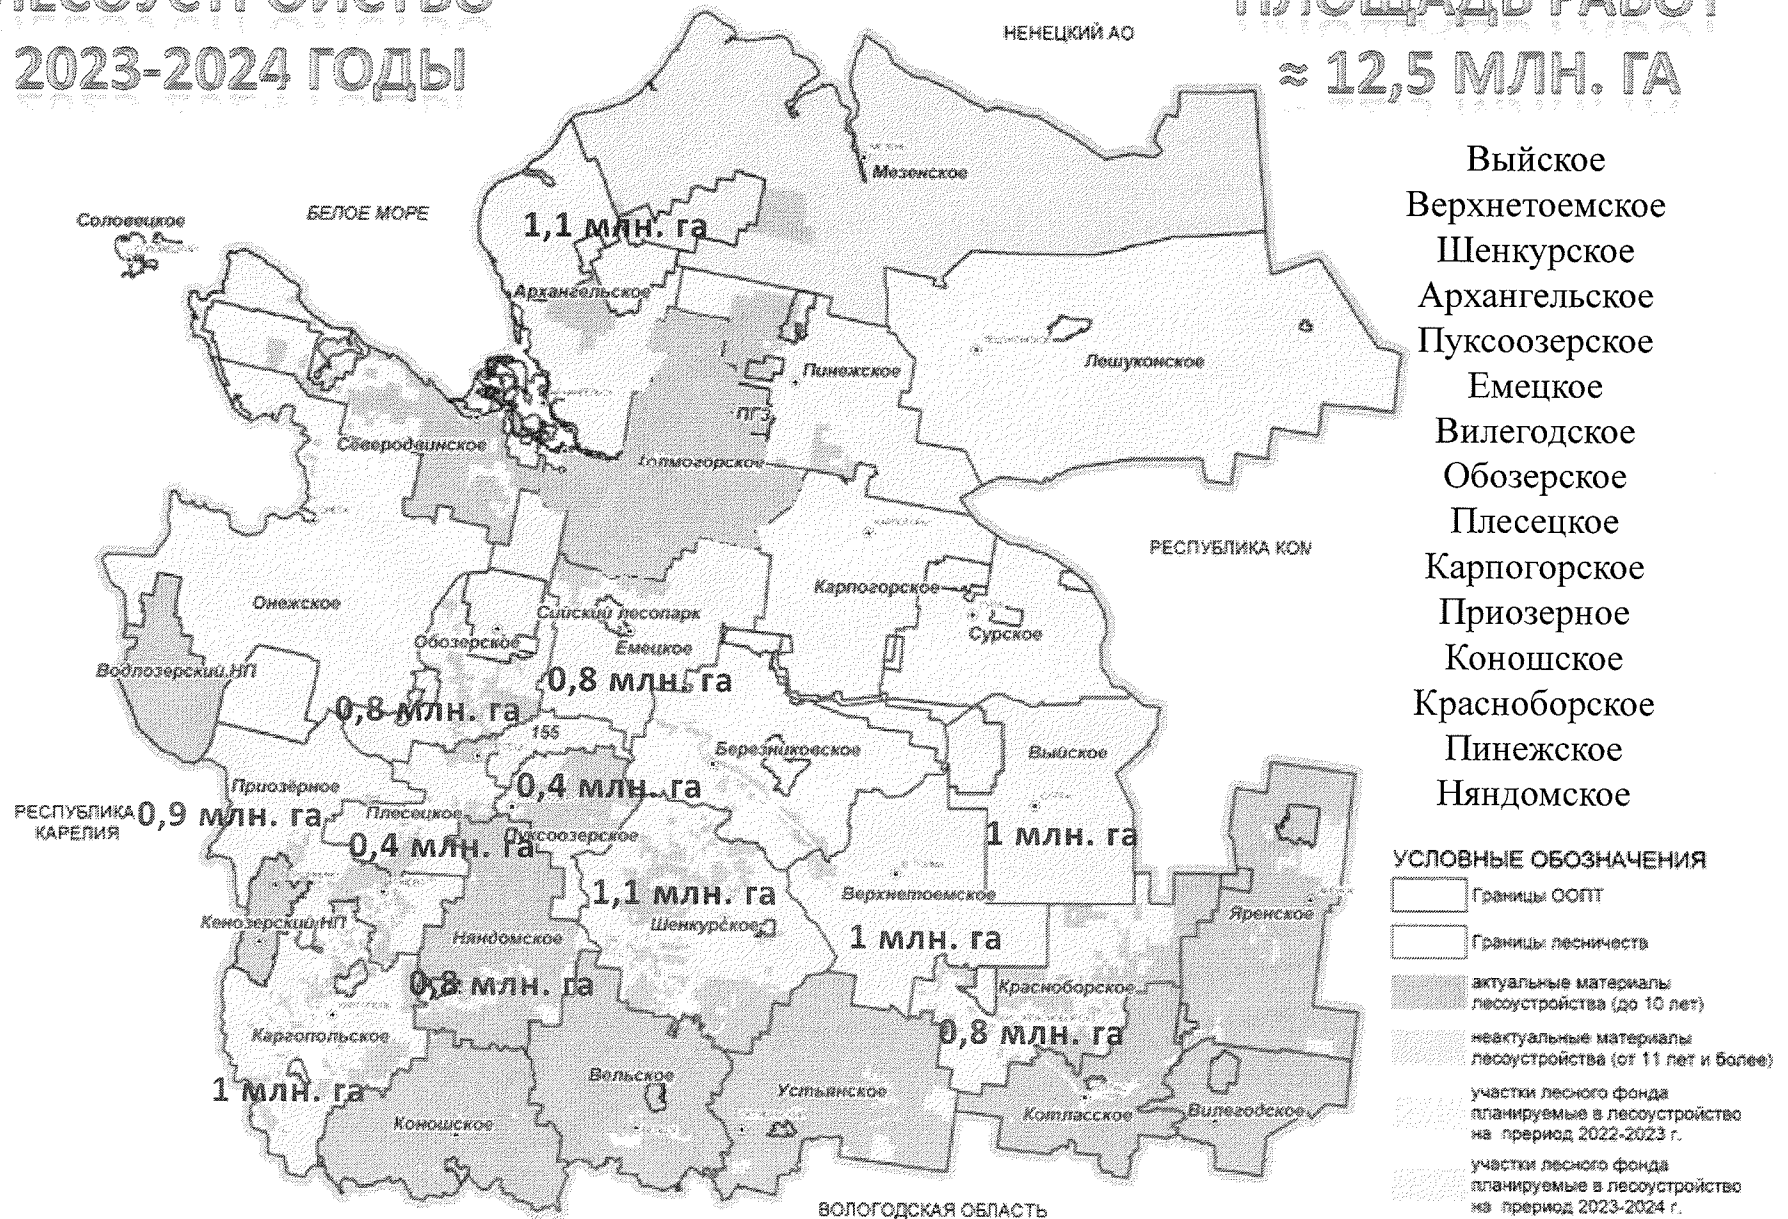 ЛЕСОУСТРОЙСТВО
2023-2024 ГОДЫ
ПЛОЩАДЬ РАБОТ
≈ 12,5 МЛН. ГА
НЕНЕЦКИЙ АО
БЕЛОЕ МОРЕ
Соловецкое
Мезенское
1,1 млн. га
Архангельское
Пинежское
Лешуконское
ПГЗ
Северодвинское
Холмогорское
РЕСПУБЛИКА КОМ
Онежское
Карпогорское
Сийский лесопарк
Обозерское
Емецкое
Сурское
Водлозерский НП
0,8 млн. га
0,8 млн. га
155
Березниковское
Выйское
Приозёрное
0,4 млн. га
РЕСПУБЛИКА
КАРЕЛИЯ
0,9 млн. га
Плесецкое
Пуксоозерское
0,4 млн. га
1 млн. га
1,1 млн. га
Верхнетоемское
Кенозерский НП
Няндомское
Шенкурское
Яренское
1 млн. га
0,8 млн. га
Красноборское
Каргопольское
0,8 млн. га
1 млн. га
Вельское
Устьянское
Коношское
Котласское
Вилегодское
ВОЛОГОДСКАЯ ОБЛАСТЬ
Выйское
Верхнетоемское
Шенкурское
Архангельское
Пуксоозерское
Емецкое
Вилегодское
Обозерское
Плесецкое
Карпогорское
Приозерное
Коношское
Красноборское
Пинежское
Няндомское
УСЛОВНЫЕ ОБОЗНАЧЕНИЯ
Границы ООПТ
Границы лесничеств
актуальные материалы
лесоустройства (до 10 лет)
неактуальные материалы
лесоустройства (от 11 лет и более)
участки лесного фонда
планируемые в лесоустройство
на прериод 2022-2023 г.
участки лесного фонда
планируемые в лесоустройство
на прериод 2023-2024 г.